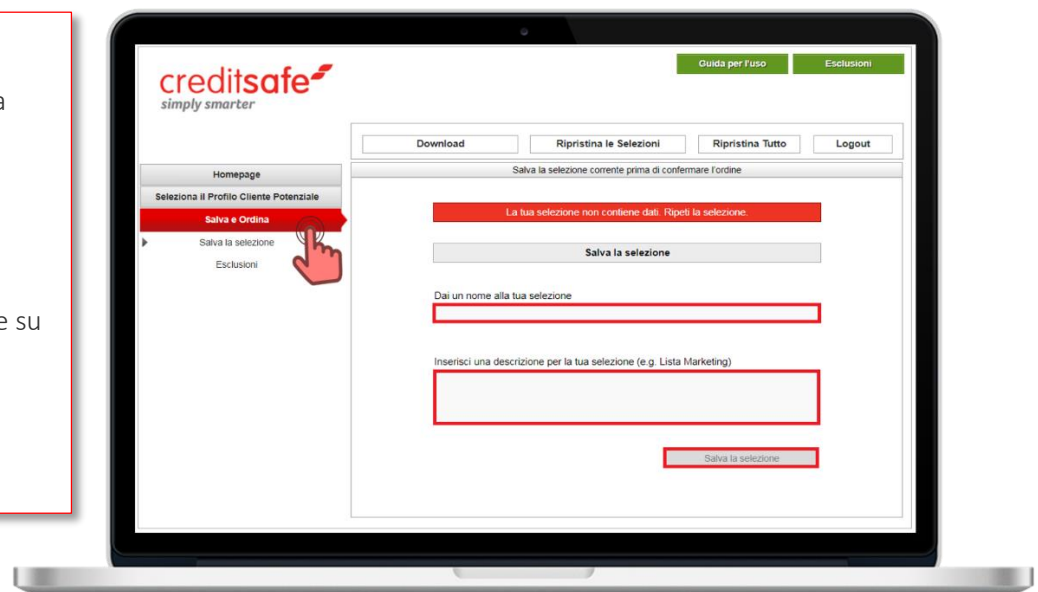 a
e su
creditsafe
simply smarter
Guida per l'uso
Esclusioni
Download
Ripristina le Selezioni
Ripristina Tutto
Logout
Homepage
Seleziona il Profilo Cliente Potenziale
Salva e Ordina
Salva la selezione
Esclusioni
Salva la selezione corrente prima di confermare l'ordine
La tua selezione non contiene dati. Ripeti la selezione.
Salva la selezione
Dai un nome alla tua selezione
Inserisci una descrizione per la tua selezione (e.g. Lista Marketing)
Salva la selezione